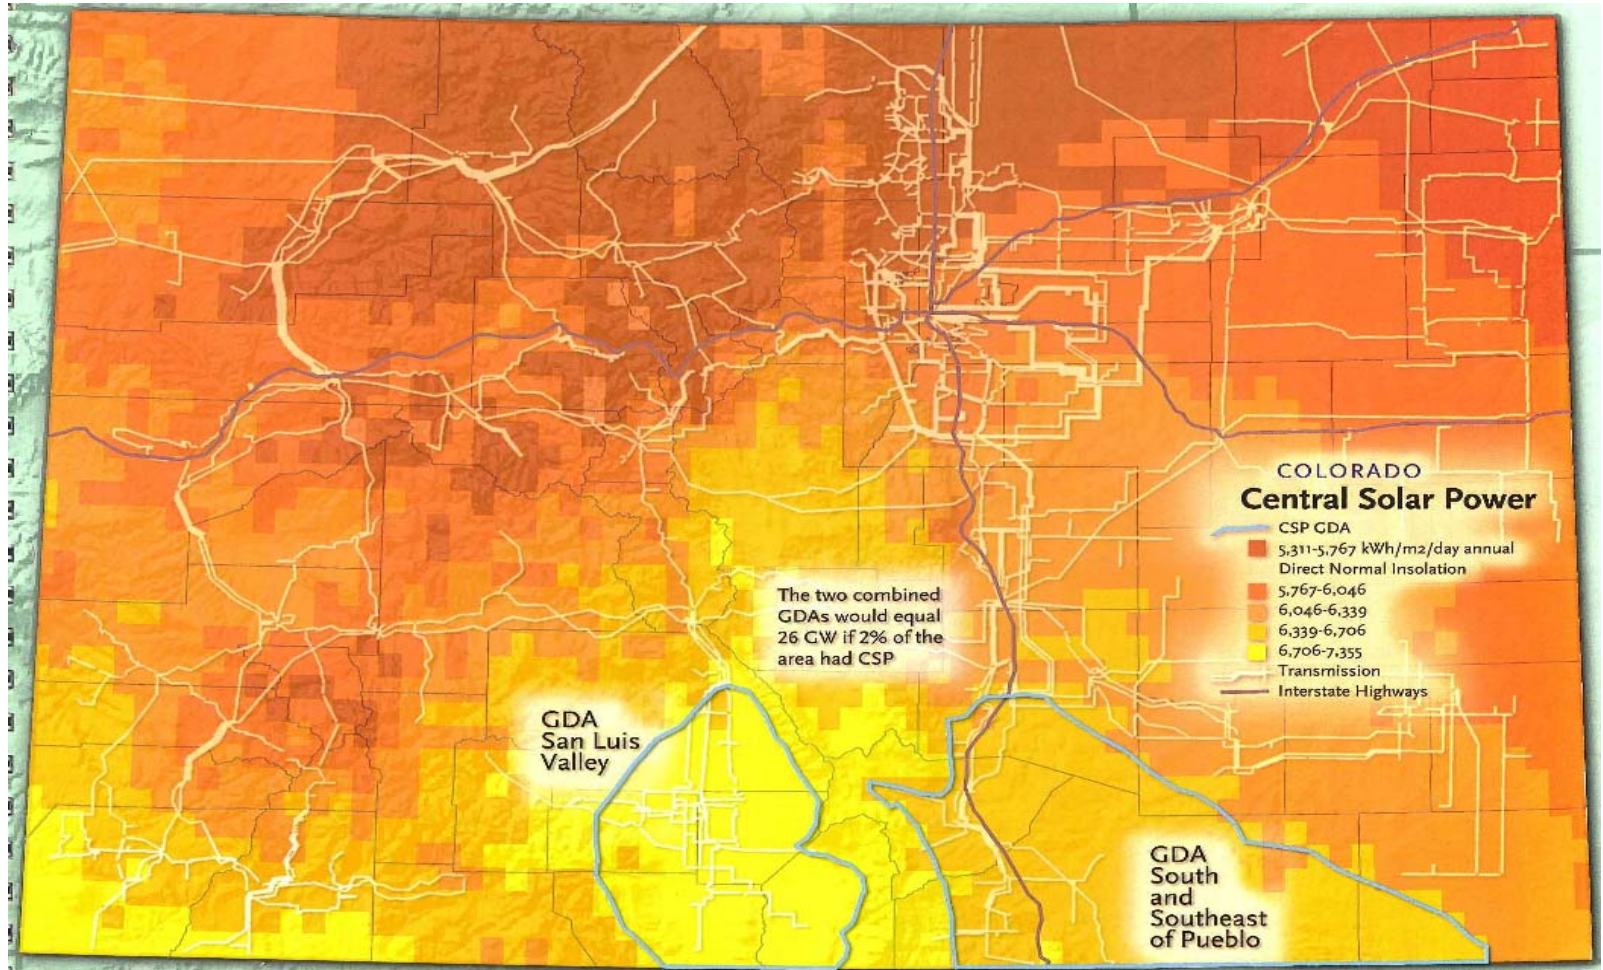 COLORADO
Central Solar Power
CSP GDA
5,311-5,767 kWh/m2/day annual
Direct Normal Insolation
5,767-6,046
6,046-6,339
6,339-6,706
6,706-7,355
Transmission
Interstate Highways
The two combined
GDAs would equal
26 GW if 2% of the
area had CSP
GDA
San Luis
Valley
GDA
South
and
Southeast
of Pueblo